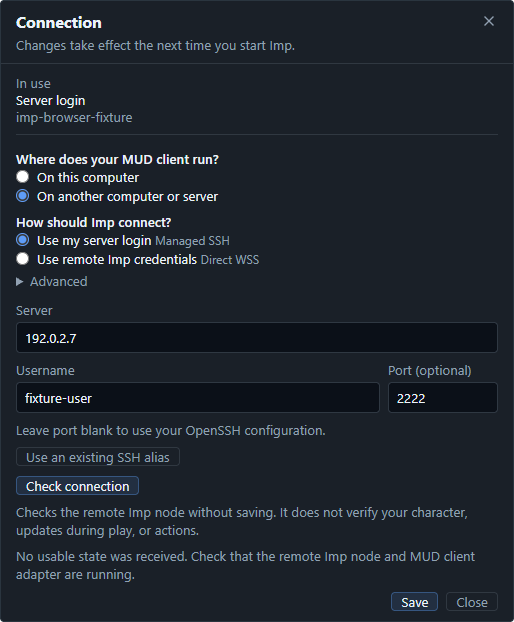 Connection
Changes take effect the next time you start Imp.
In use
Server login
imp-browser-fixture
Where does your MUD client run?
On this computer
On another computer or server
How should Imp connect?
Use my server login Managed SSH
Use remote Imp credentials Direct WSS
Advanced
Server
192.0.2.7
Username Port (optional)
fixture-user 2222
Leave port blank to use your OpenSSH configuration.
Use an existing SSH alias
Check connection
Checks the remote Imp node without saving. It does not verify your character,
updates during play, or actions.
No usable state was received. Check that the remote Imp node and MUD client
adapter are running.
Save Close